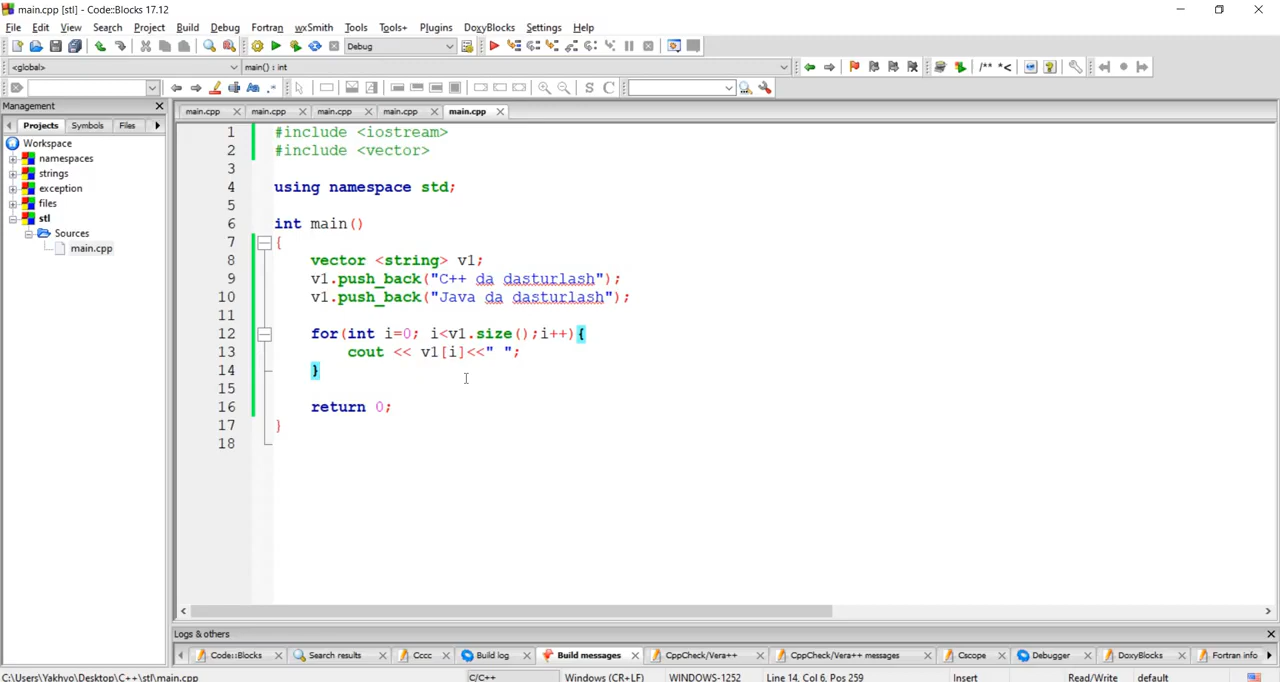 main.cpp [stl] - Code::Blocks 17.12
File Edit View Search Project Build Debug Fortran wxSmith Tools Tools+ Plugins DoxyBlocks Settings Help
Debug
<global> main() : int /** *<
S C
Management
main.cpp main.cpp main.cpp main.cpp main.cpp
Projects Symbols Files
Workspace
namespaces
strings
exception
files
stl
Sources
main.cpp
1 #include <iostream>
2 #include <vector>
3
4 using namespace std;
5
6 int main()
7 {
8 vector <string> v1;
9 v1.push_back("C++ da dasturlash");
10 v1.push_back("Java da dasturlash");
11
12 for(int i=0; i<v1.size();i++){
13 cout << v1[i]<<" ";
14 }
15
16 return 0;
17 }
18
Logs & others
Code::Blocks Search results Cccc Build log Build messages CppCheck/Vera++ CppCheck/Vera++ messages Cscope Debugger DoxyBlocks Fortran info
C:\Users\Yakhyo\Desktop\C++\stl\main.cpp C/C++ Windows (CR+LF) WINDOWS-1252 Line 14, Col 6, Pos 259 Insert Read/Write default